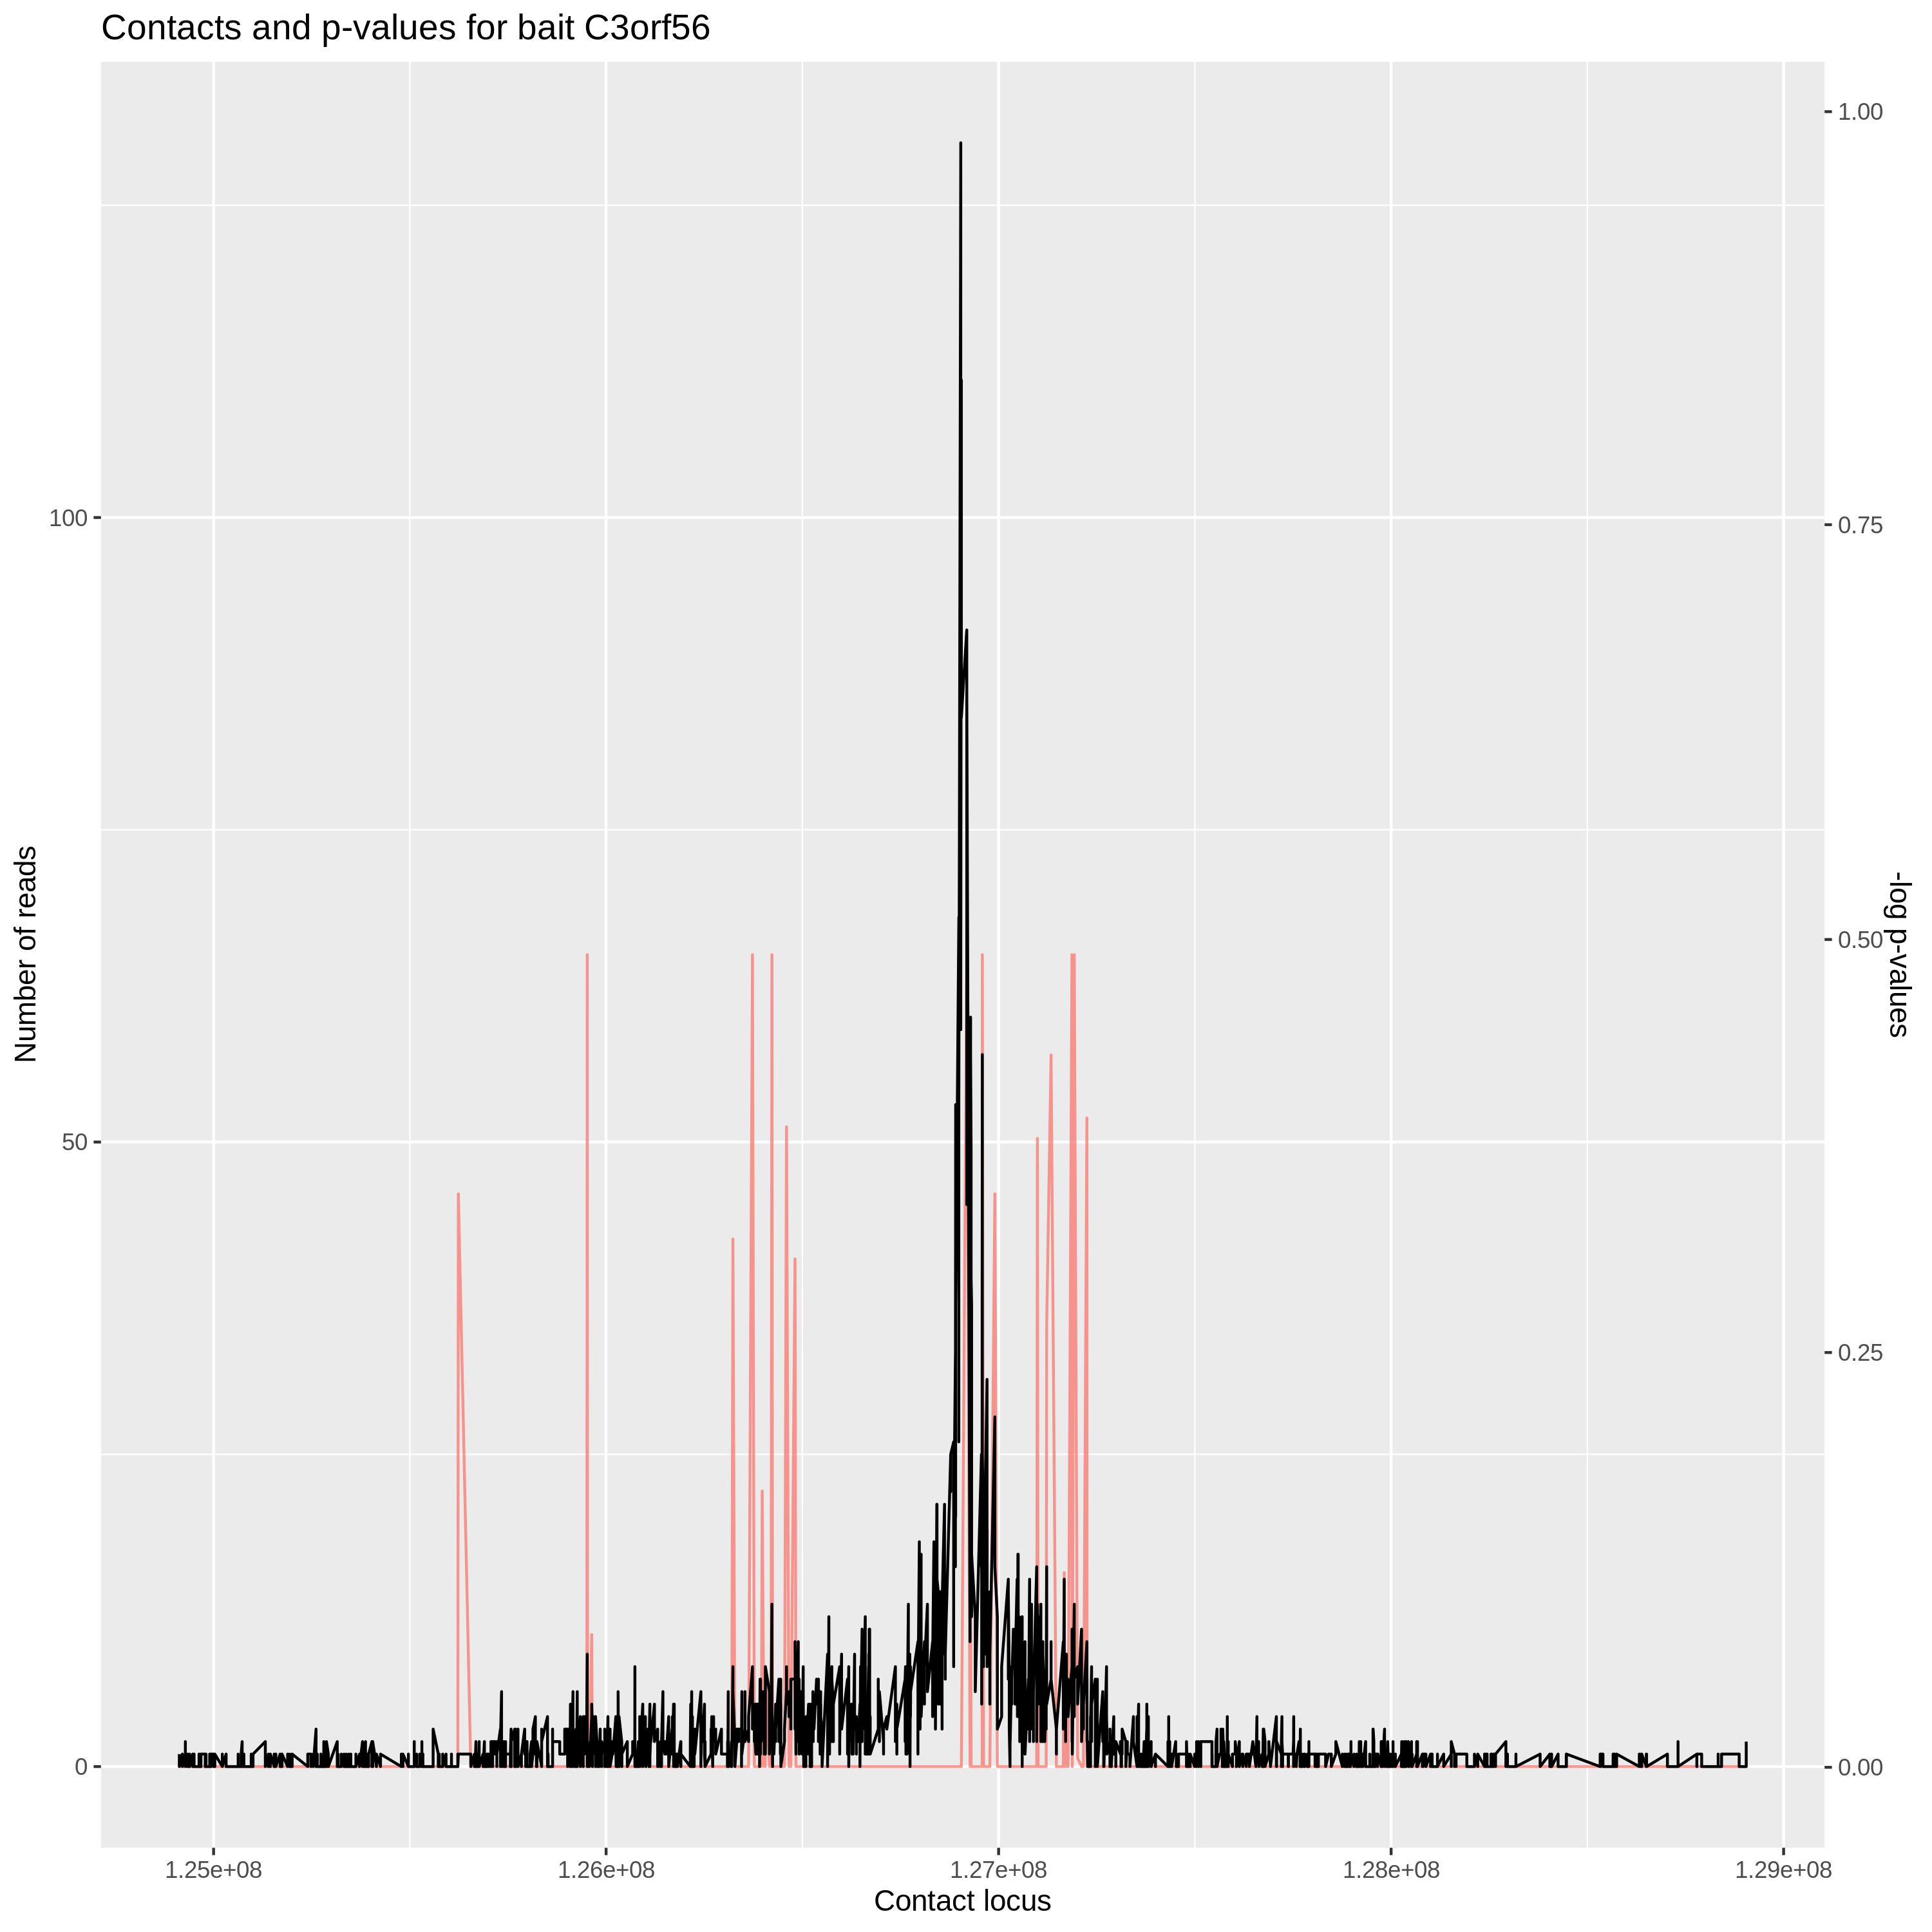 Contacts and p-values for bait C3orf56
1.00
100
0.75
Number of reads
0.50
-log p-values
50
0.25
0
0.00
1.25e+08 1.26e+08 1.27e+08 1.28e+08 1.29e+08
Contact locus